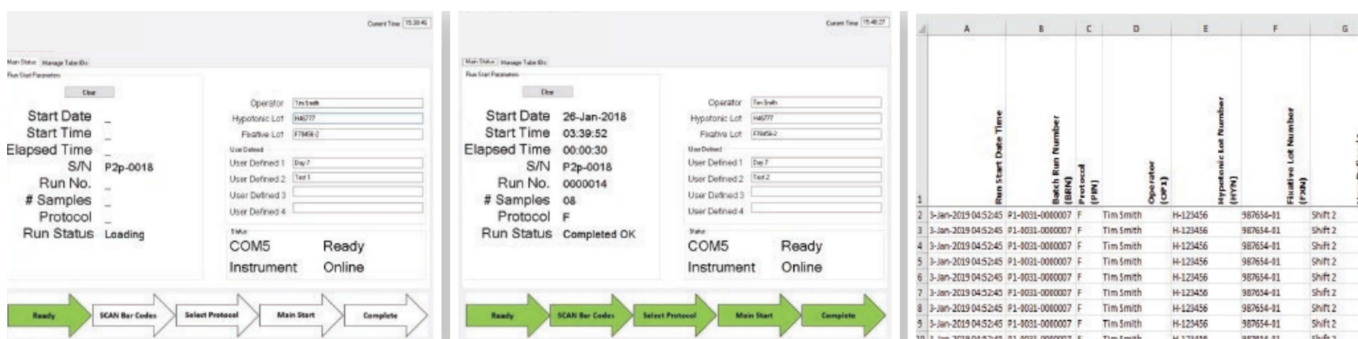 Current Time 15:39:46
Main Status Manage Tube IDs
Run Start Parameters
Clear
Start Date _
Start Time _
Elapsed Time _
S/N P2p-0018
Run No. _
# Samples _
Protocol _
Run Status Loading
Operator Tim Smith
Hypotonic Lot H46777
Fixative Lot F78456-2
User Defined
User Defined 1 Day 7
User Defined 2 Test 1
User Defined 3
User Defined 4
Status
COM5 Ready
Instrument Online
Ready SCAN Bar Codes Select Protocol Main Start Complete
Current Time 15:40:27
Main Status Manage Tube IDs
Run Start Parameters
Clear
Start Date 26-Jan-2018
Start Time 03:39:52
Elapsed Time 00:00:30
S/N P2p-0018
Run No. 0000014
# Samples 08
Protocol F
Run Status Completed OK
Operator Tim Smith
Hypotonic Lot H46777
Fixative Lot F78456-2
User Defined
User Defined 1 Day 7
User Defined 2 Test 2
User Defined 3
User Defined 4
Status
COM5 Ready
Instrument Online
Ready SCAN Bar Codes Select Protocol Main Start Complete
A B C D E F G
1 Run Start Date Time Batch Run Number (BRN) Protocol (PIN) Operator (OP1) Hypotonic Lot Number (HYN) Fixative Lot Number (FXN)
2 3-Jan-2019 04:52:45 P1-0031-0000007 F Tim Smith H-123456 987654-01 Shift 2
3 3-Jan-2019 04:52:45 P1-0031-0000007 F Tim Smith H-123456 987654-01 Shift 2
4 3-Jan-2019 04:52:45 P1-0031-0000007 F Tim Smith H-123456 987654-01 Shift 2
5 3-Jan-2019 04:52:45 P1-0031-0000007 F Tim Smith H-123456 987654-01 Shift 2
6 3-Jan-2019 04:52:45 P1-0031-0000007 F Tim Smith H-123456 987654-01 Shift 2
7 3-Jan-2019 04:52:45 P1-0031-0000007 F Tim Smith H-123456 987654-01 Shift 2
8 3-Jan-2019 04:52:45 P1-0031-0000007 F Tim Smith H-123456 987654-01 Shift 2
9 3-Jan-2019 04:52:45 P1-0031-0000007 F Tim Smith H-123456 987654-01 Shift 2